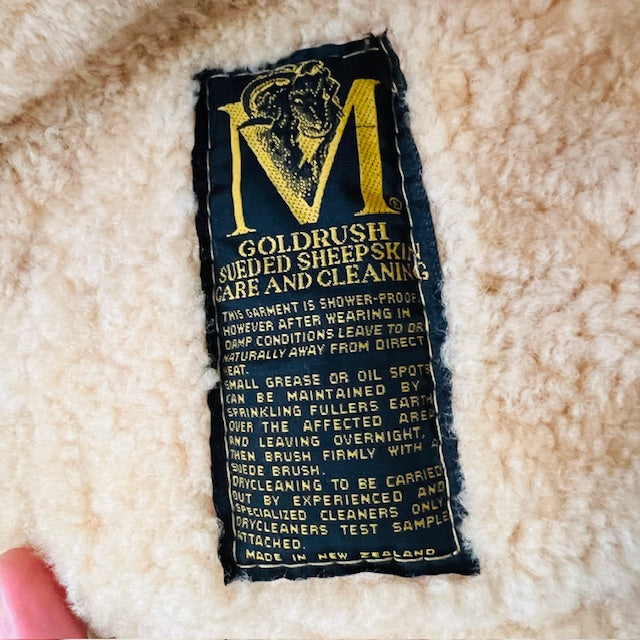 M®
GOLDRUSH
SUEDED SHEEPSKIN
CARE AND CLEANING
THIS GARMENT IS SHOWER-PROOF.
HOWEVER AFTER WEARING IN
DAMP CONDITIONS LEAVE TO DR
NATURALLY AWAY FROM DIRECT
HEAT.
SMALL GREASE OR OIL SPOTS
CAN BE MAINTAINED BY
SPRINKLING FULLERS EARTH
OVER THE AFFECTED AREA
AND LEAVING OVERNIGHT,
THEN BRUSH FIRMLY WITH A
SUEDE BRUSH.
DRYCLEANING TO BE CARRIED
OUT BY EXPERIENCED AND
SPECIALIZED CLEANERS ONLY
DRYCLEANERS TEST SAMPLE
ATTACHED.
MADE IN NEW ZEALAND